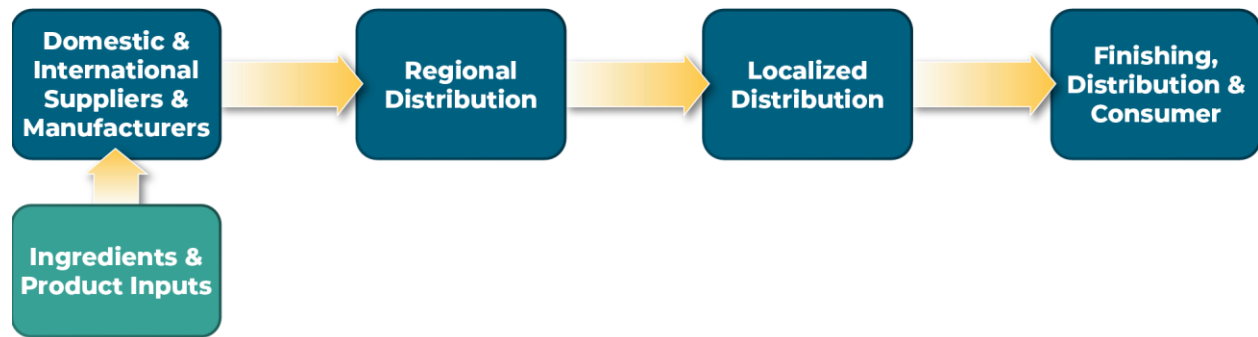 Domestic &
International
Suppliers &
Manufacturers
Regional
Distribution
Localized
Distribution
Finishing,
Distribution &
Consumer
Ingredients &
Product Inputs